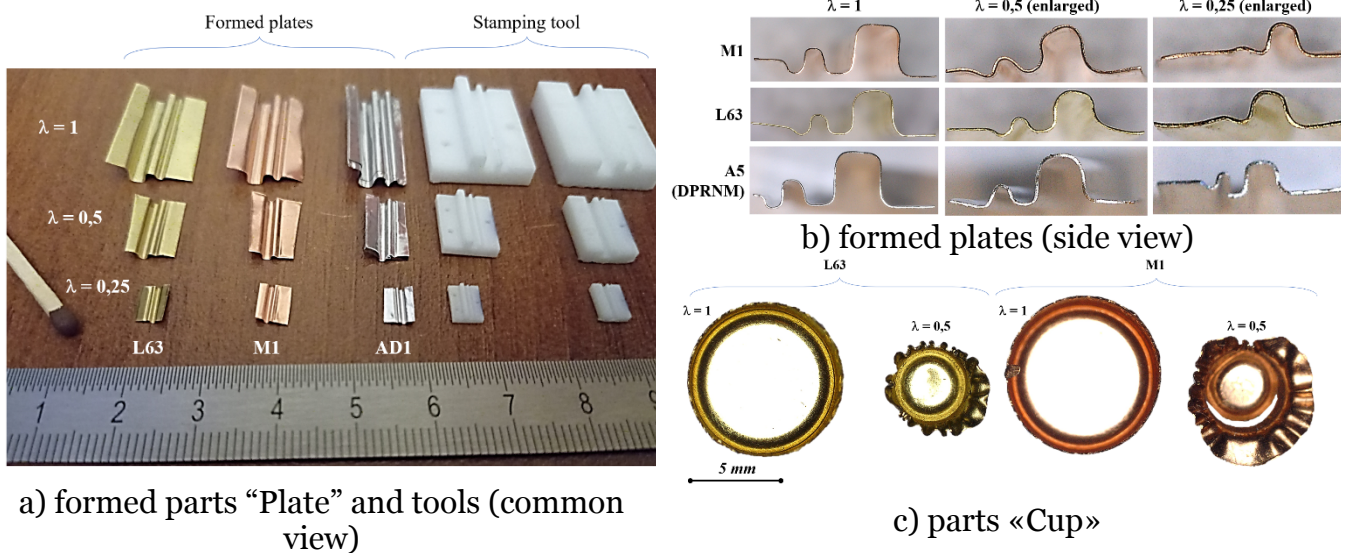 Formed plates
Stamping tool
λ = 1
λ = 0,5
λ = 0,25
L63
M1
AD1
1 2 3 4 5 6 7 8 9
a) formed parts “Plate” and tools (common
view)
λ = 1
λ = 0,5 (enlarged)
λ = 0,25 (enlarged)
M1
L63
A5
(DPRNM)
b) formed plates (side view)
L63
M1
λ = 1
λ = 0,5
λ = 1
λ = 0,5
5 mm
c) parts «Cup»